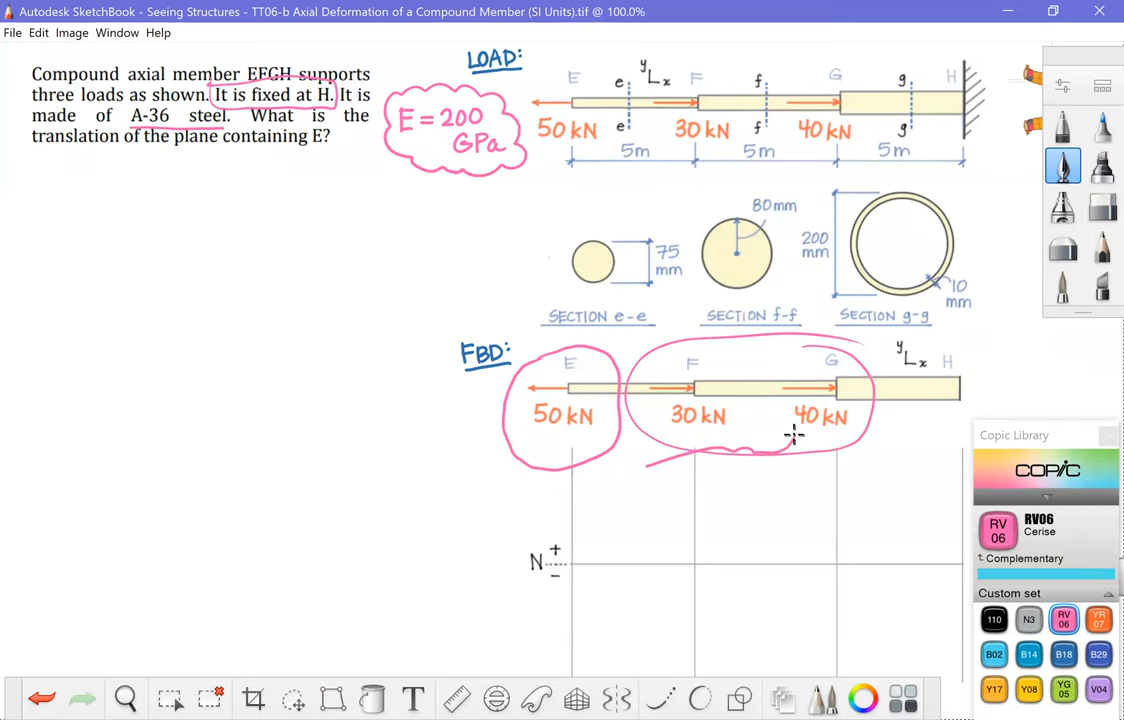 Autodesk SketchBook - Seeing Structures - TT06-b Axial Deformation of a Compound Member (SI Units).tif @ 100.0%
File Edit Image Window Help
Compound axial member EFGH supports
three loads as shown. It is fixed at H. It is
made of A-36 steel. What is the
translation of the plane containing E?
E = 200
GPa
LOAD:
y
x
E e F f G g H
50 kN e 30 kN f 40 kN g
5m 5m 5m
75
mm
80mm
200
mm
10
mm
SECTION e-e SECTION f-f SECTION g-g
FBD:
y
x
E F G H
50 kN 30 kN 40 kN
N + -
Copic Library
COPIC
RV
06
RV06
Cerise
Complementary
Custom set
110 N3 RV 06 YR 07
B02 B14 B18 B29
Y17 Y08 YG 05 V04
T